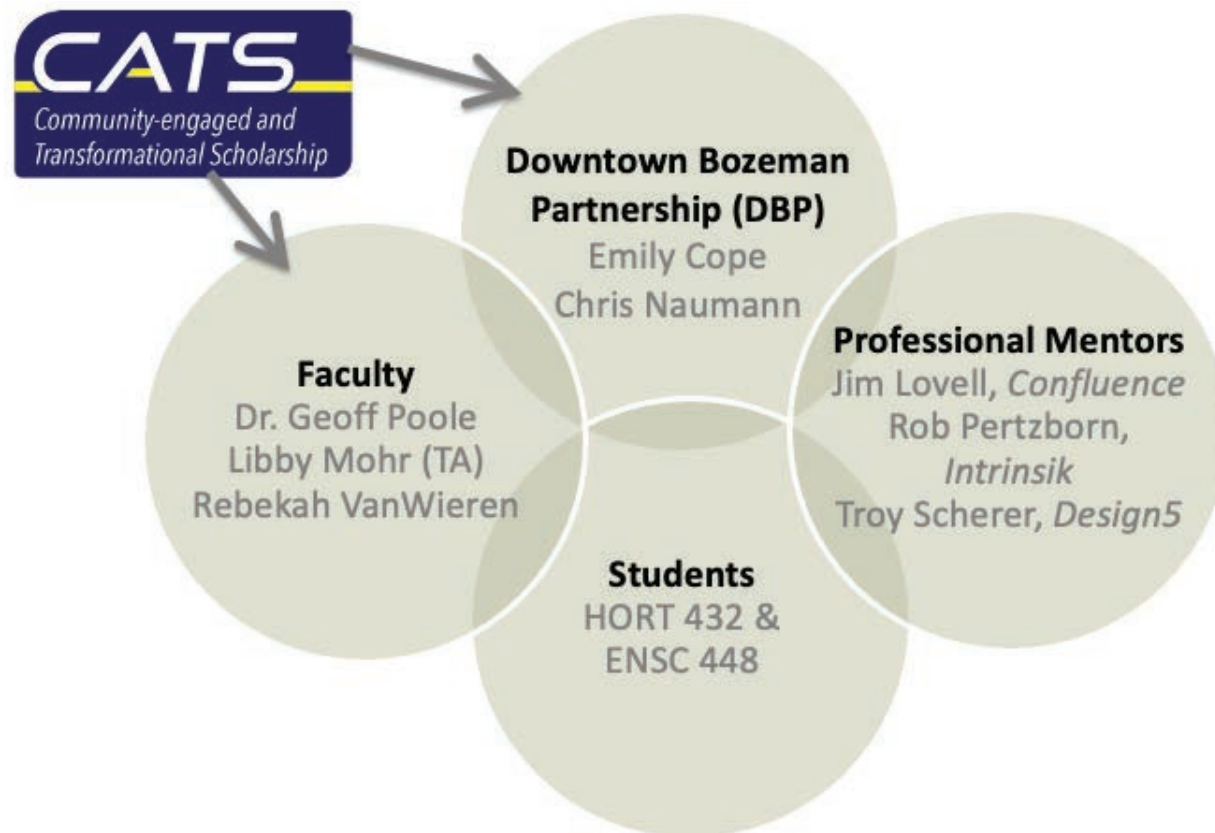 CATS
Community-engaged and
Transformational Scholarship
Downtown Bozeman
Partnership (DBP)
Emily Cope
Chris Naumann
Faculty
Dr. Geoff Poole
Libby Mohr (TA)
Rebekah VanWieren
Professional Mentors
Jim Lovell, Confluence
Rob Pertzborn,
Intrinsik
Troy Scherer, Design5
Students
HORT 432 &
ENSC 448